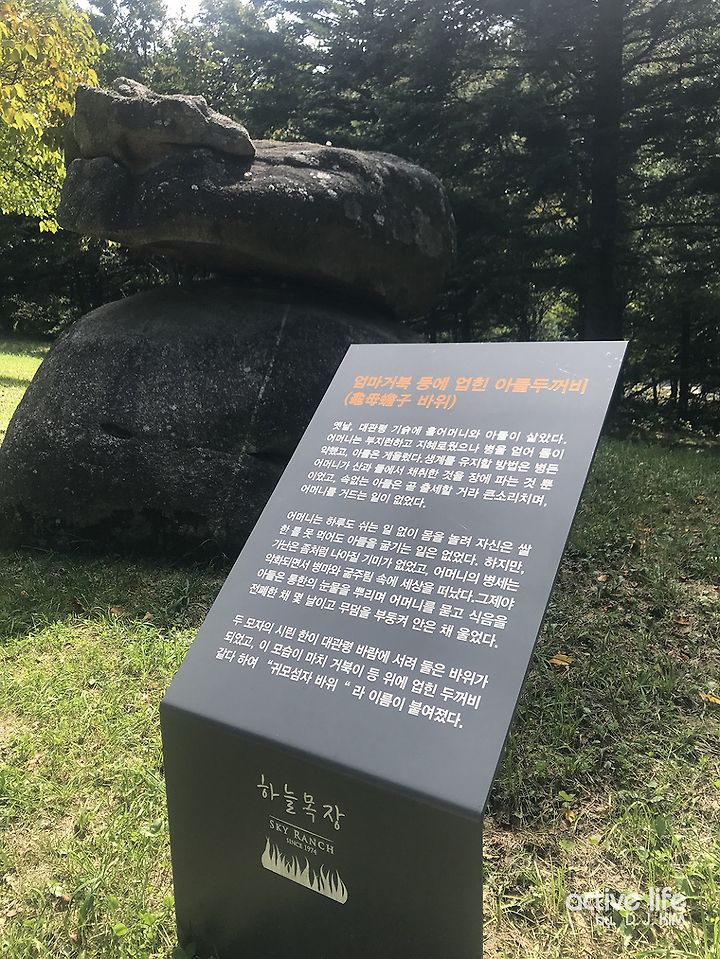 엄마거북 등에 업힌 아들두꺼비
(龜母蟾子 바위)
옛날, 대관령 기슭에 홀어머니와 아들이 살았다.
어머니는 부지런하고 지혜로웠으나 병을 얻어 몸이
약했고, 아들은 게을렀다. 생계를 유지할 방법은 병든
어머니가 산과 들에서 채취한 것을 장에 파는 것 뿐
이었고, 속없는 아들은 곧 출세할 거라 큰소리치며,
어머니를 거드는 일이 없었다.
어머니는 하루도 쉬는 일 없이 몸을 놀려 자신은 쌀
한 톨 못 먹어도 아들을 굶기는 일은 없었다. 하지만,
가난은 좀처럼 나아질 기미가 없었고, 어머니의 병세는
악화되면서 병마와 굶주림 속에 세상을 떠났다.그제야
아들은 통한의 눈물을 뿌리며 어머니를 묻고 식음을
전폐한 채 몇 날이고 무덤을 부둥켜 안은 채 울었다.
두 모자의 시린 한이 대관령 바람에 서려 둘은 바위가
되었고, 이 모습이 마치 거북이 등 위에 업힌 두꺼비
같다 하여 “귀모섬자 바위 “ 라 이름이 붙여졌다.
하늘목장
SKY RANCH
SINCE 1974
active life
by. D.J. KIM